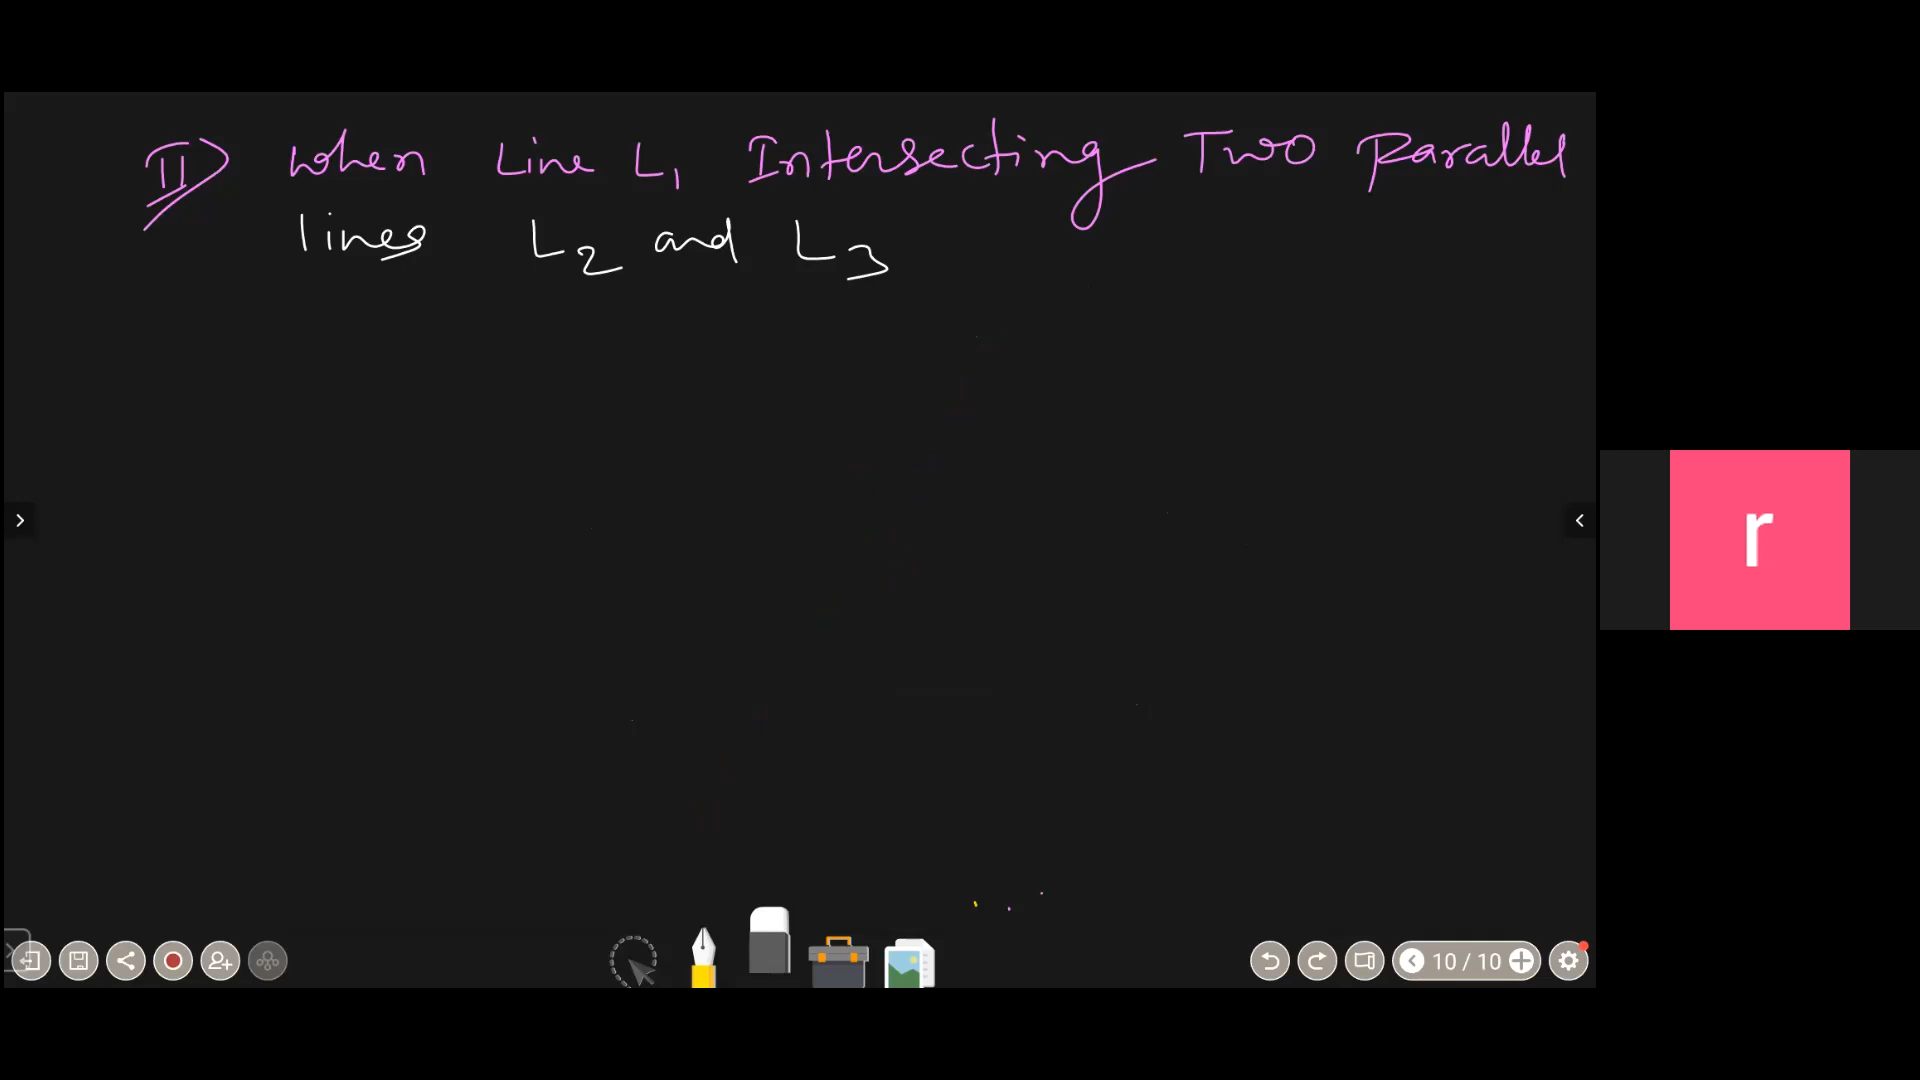 II) When Line L₁ Intersecting Two Parallel
lines L₂ and L₃
r
10 / 10